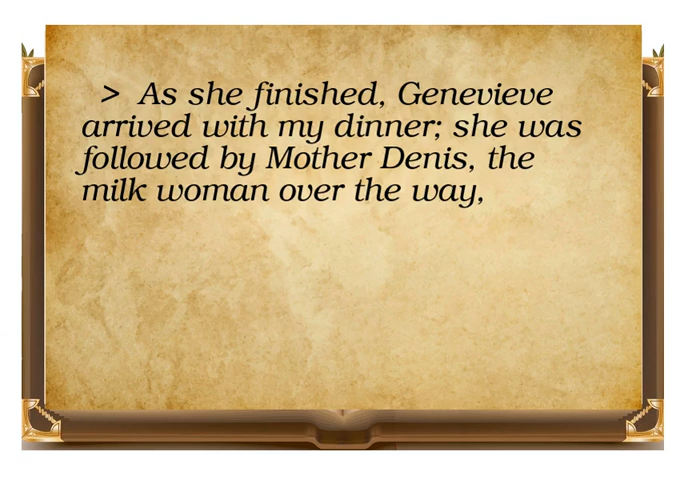 > As she finished, Genevieve
arrived with my dinner; she was
followed by Mother Denis, the
milk woman over the way,